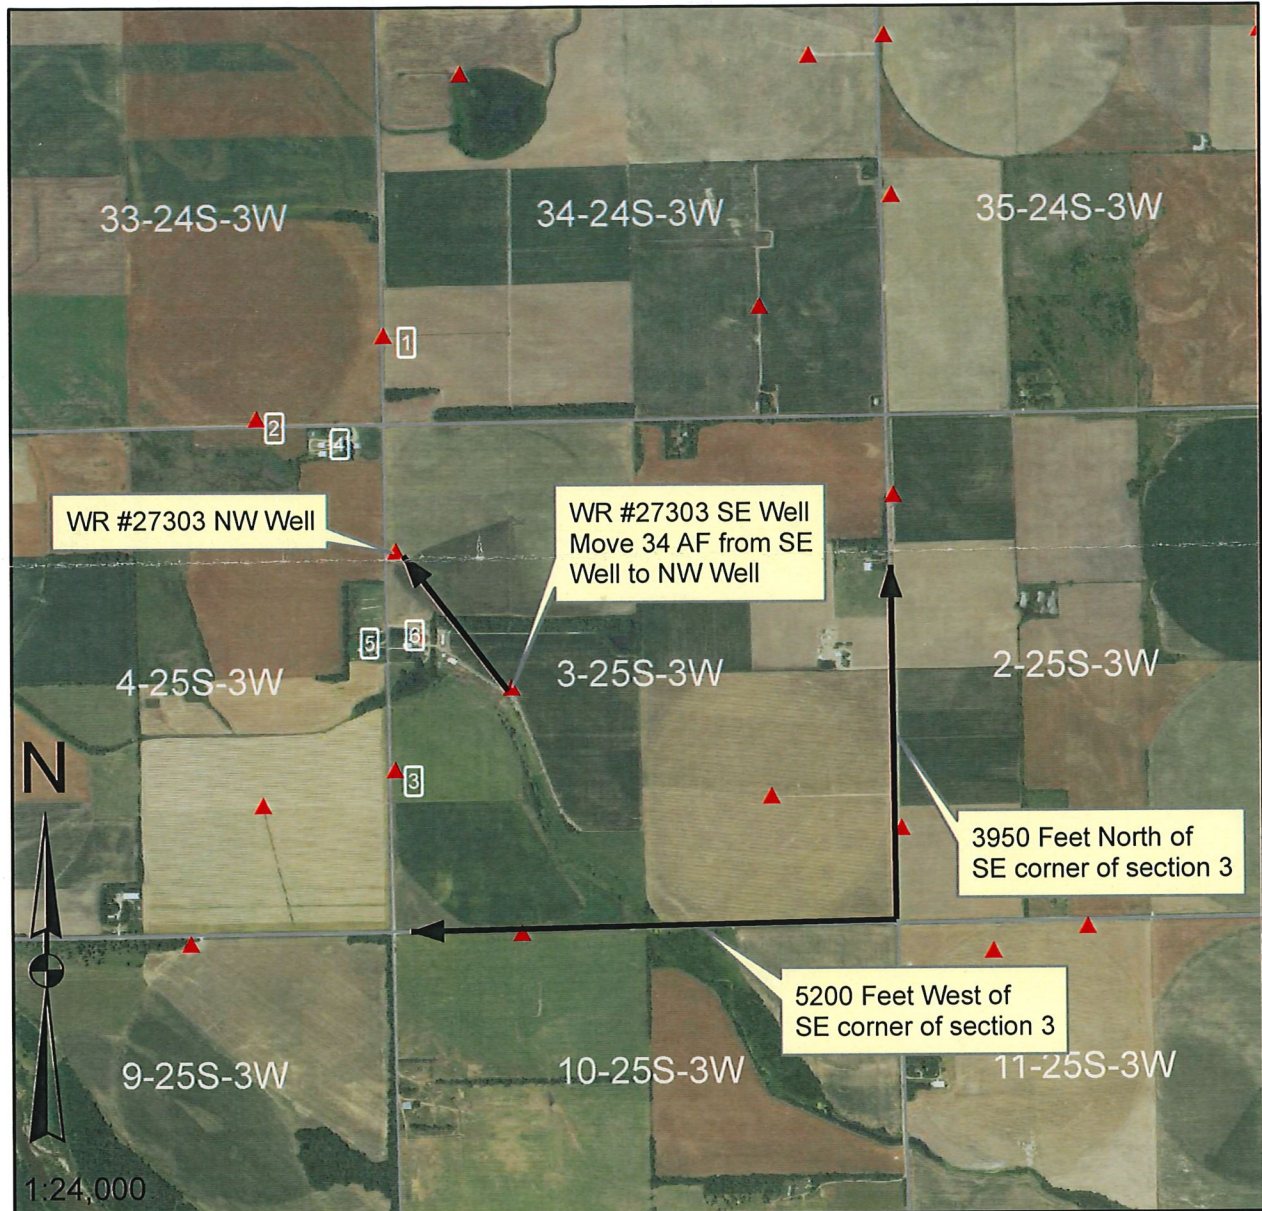 33-24S-3W
34-24S-3W
35-24S-3W
1
2
4
WR #27303 NW Well
WR #27303 SE Well
Move 34 AF from SE
Well to NW Well
5
6
4-25S-3W
3-25S-3W
2-25S-3W
N
3
3950 Feet North of
SE corner of section 3
5200 Feet West of
SE corner of section 3
9-25S-3W
10-25S-3W
11-25S-3W
1:24,000